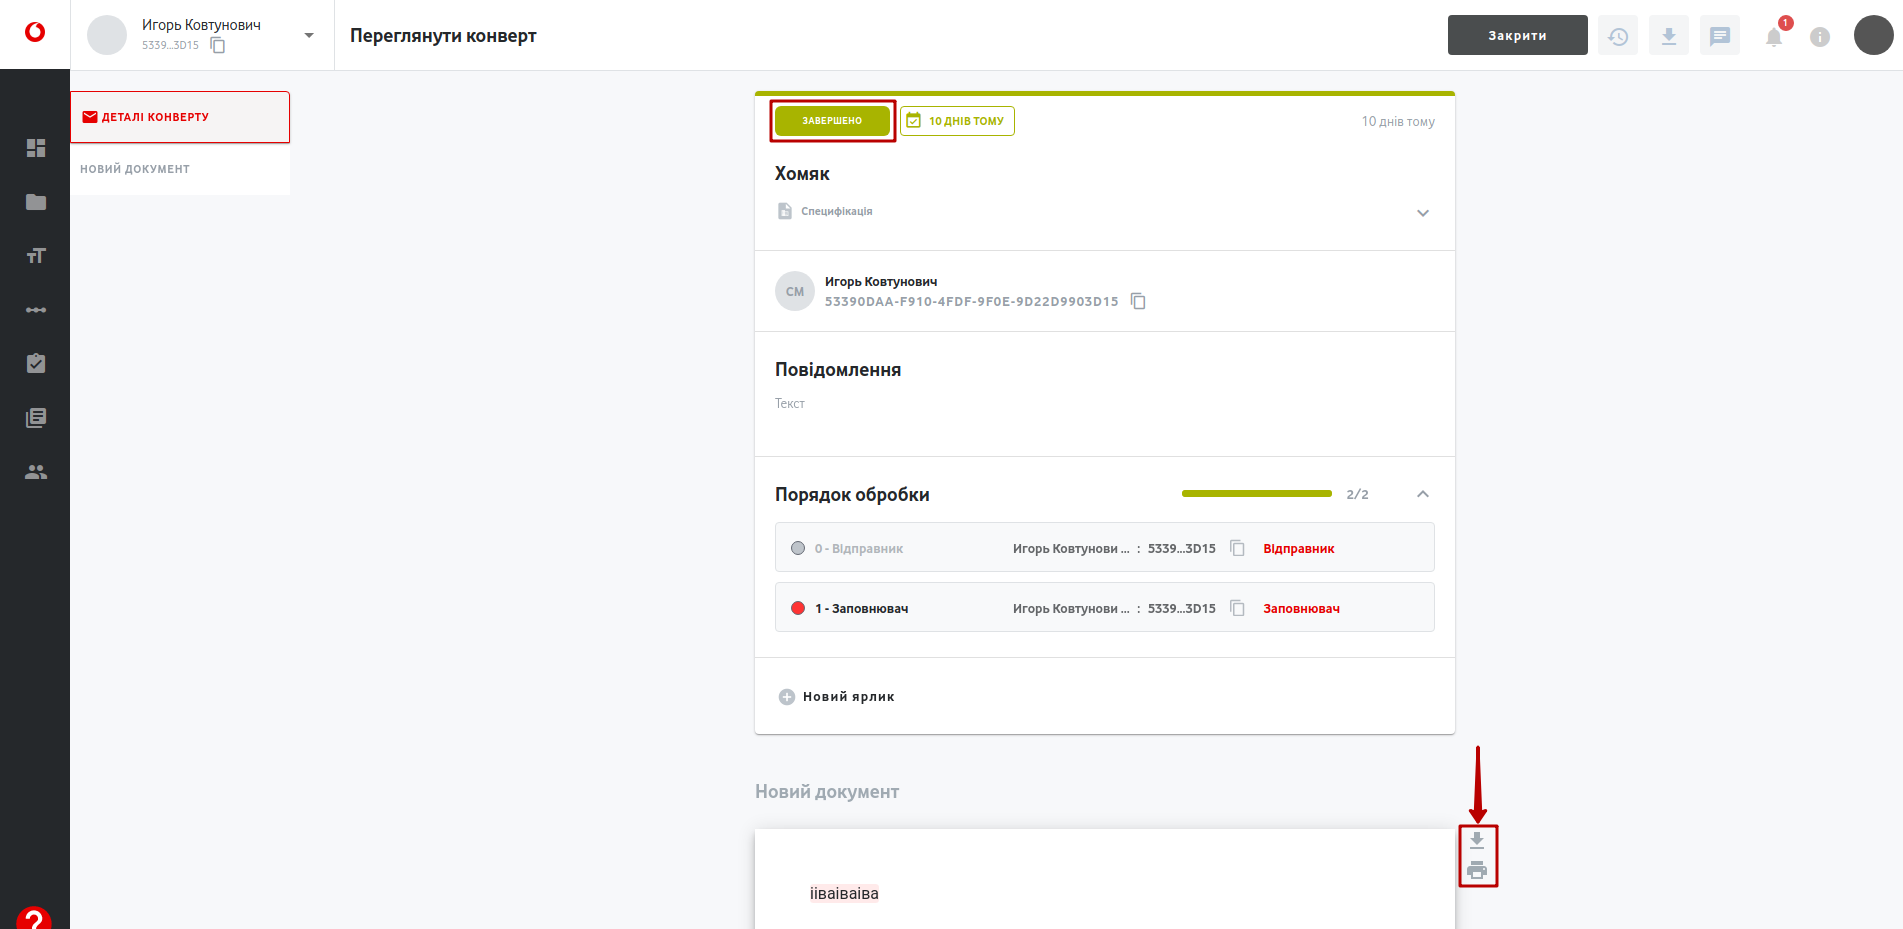 Игорь Ковтунович
5339...3D15
Переглянути конверт
Закрити
1
ДЕТАЛІ КОНВЕРТУ
НОВИЙ ДОКУМЕНТ
ЗАВЕРШЕНО
10 ДНІВ ТОМУ
10 днів тому
Хомяк
Специфікація
СМ
Игорь Ковтунович
53390DAA-F910-4FDF-9F0E-9D22D9903D15
Повідомлення
Текст
Порядок обробки
2/2
0 - Відправник Игорь Ковтунови ... : 5339...3D15 Відправник
1 - Заповнювач Игорь Ковтунови ... : 5339...3D15 Заповнювач
Новий ярлик
Новий документ
ііваіваіва
?